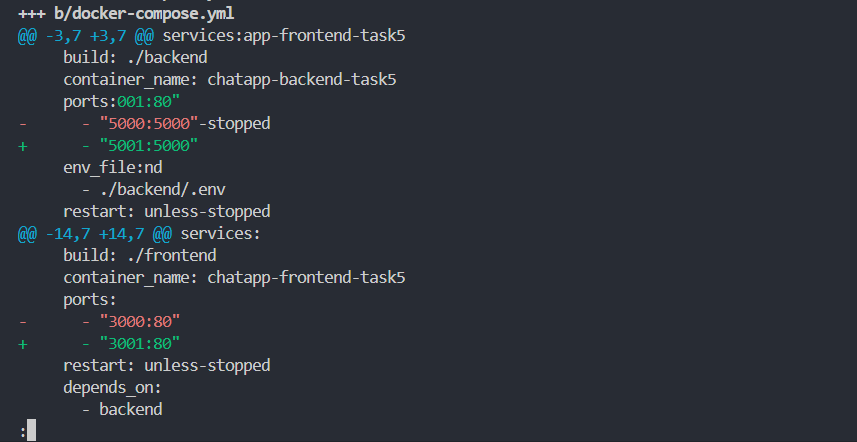 +++ b/docker-compose.yml
@@ -3,7 +3,7 @@ services:app-frontend-task5
     build: ./backend
     container_name: chatapp-backend-task5
     ports:001:80"
-      - "5000:5000"-stopped
+      - "5001:5000"
     env_file:nd
       - ./backend/.env
     restart: unless-stopped
@@ -14,7 +14,7 @@ services:
     build: ./frontend
     container_name: chatapp-frontend-task5
     ports:
-      - "3000:80"
+      - "3001:80"
     restart: unless-stopped
     depends_on:
       - backend
: